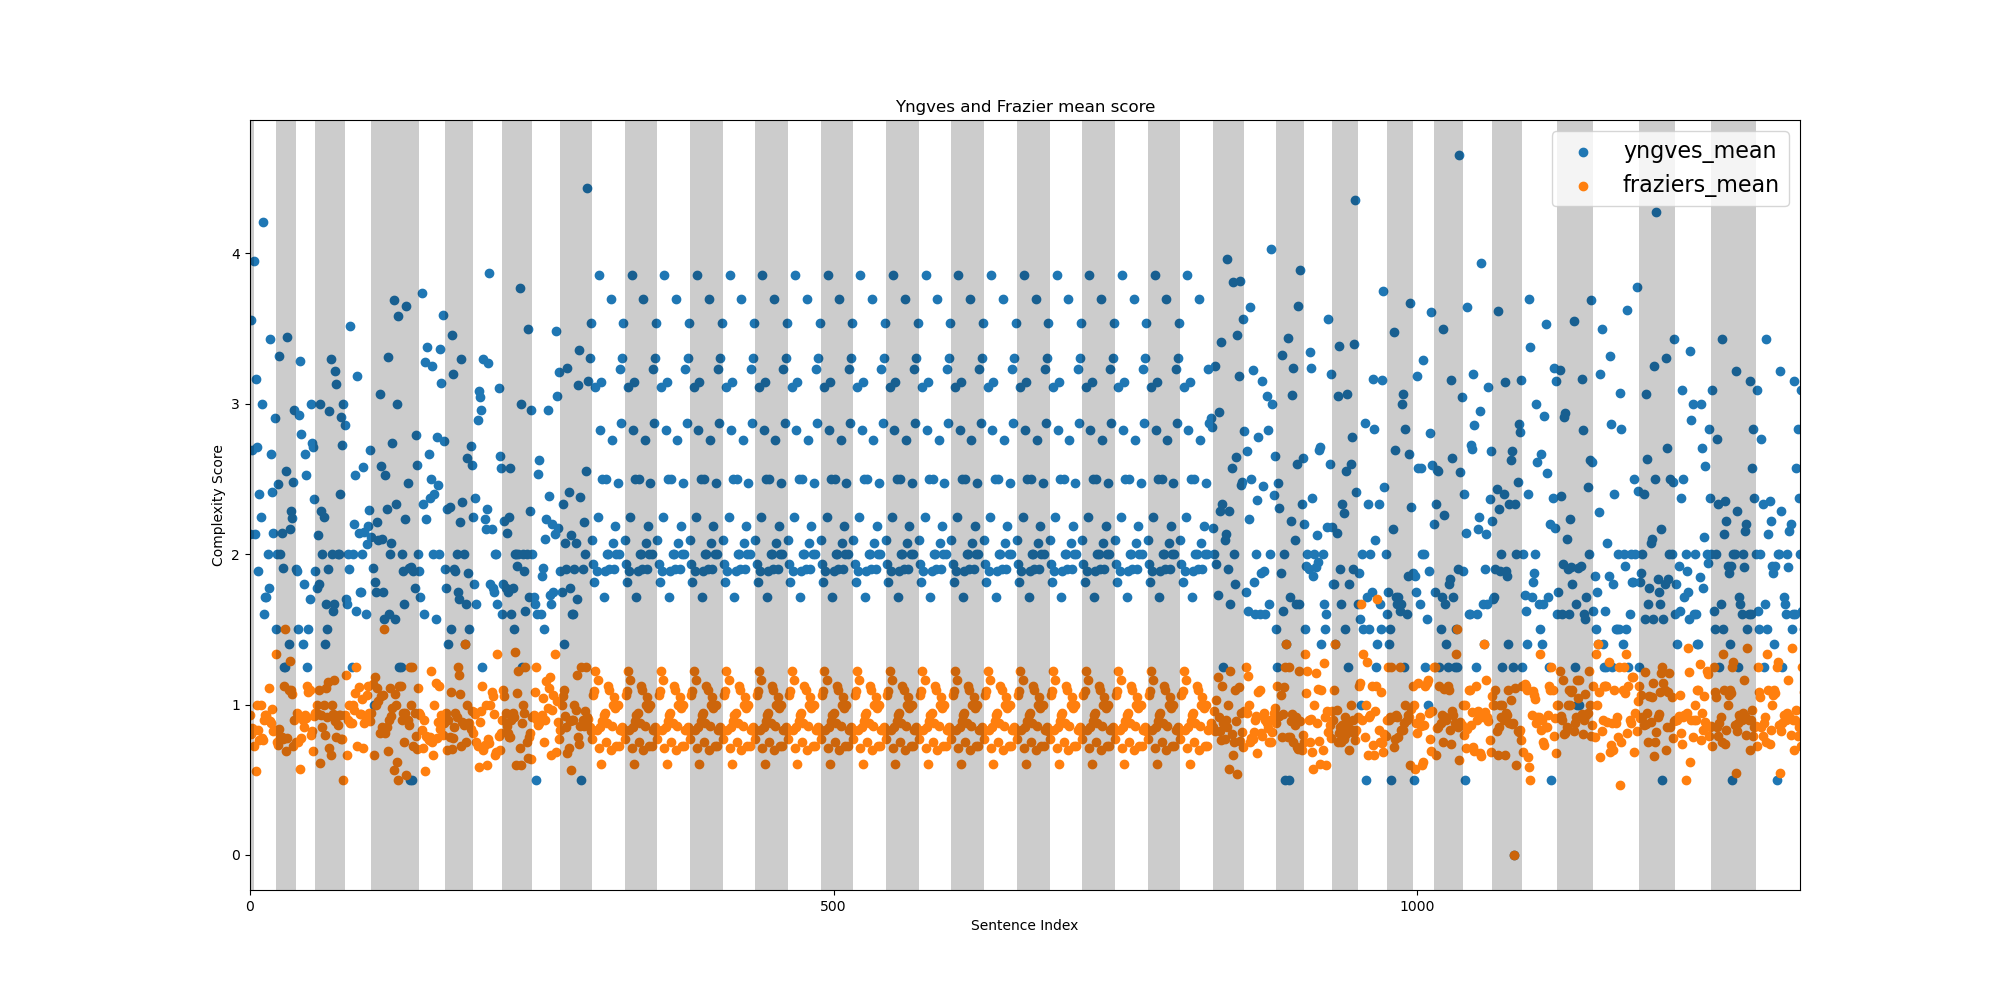 Yngves and Frazier mean score
yngves_mean
fraziers_mean
Complexity Score
4
3
2
1
0
0
500
1000
Sentence Index